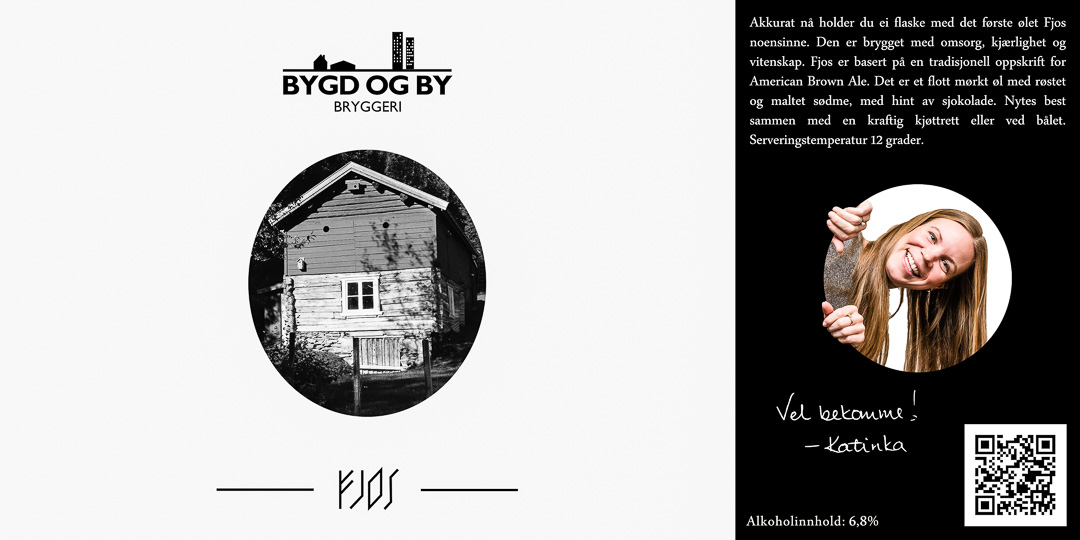 BYGD OG BY
BRYGGERI
FJOS
Akkurat nå holder du ei flaske med det første ølet Fjos
noensinne. Den er brygget med omsorg, kjærlighet og
vitenskap. Fjos er basert på en tradisjonell oppskrift for
American Brown Ale. Det er et flott mørkt øl med røstet
og maltet sødme, med hint av sjokolade. Nytes best
sammen med en kraftig kjøttrett eller ved bålet.
Serveringstemperatur 12 grader.
Vel bekomme!
– Katinka
Alkoholinnhold: 6,8%